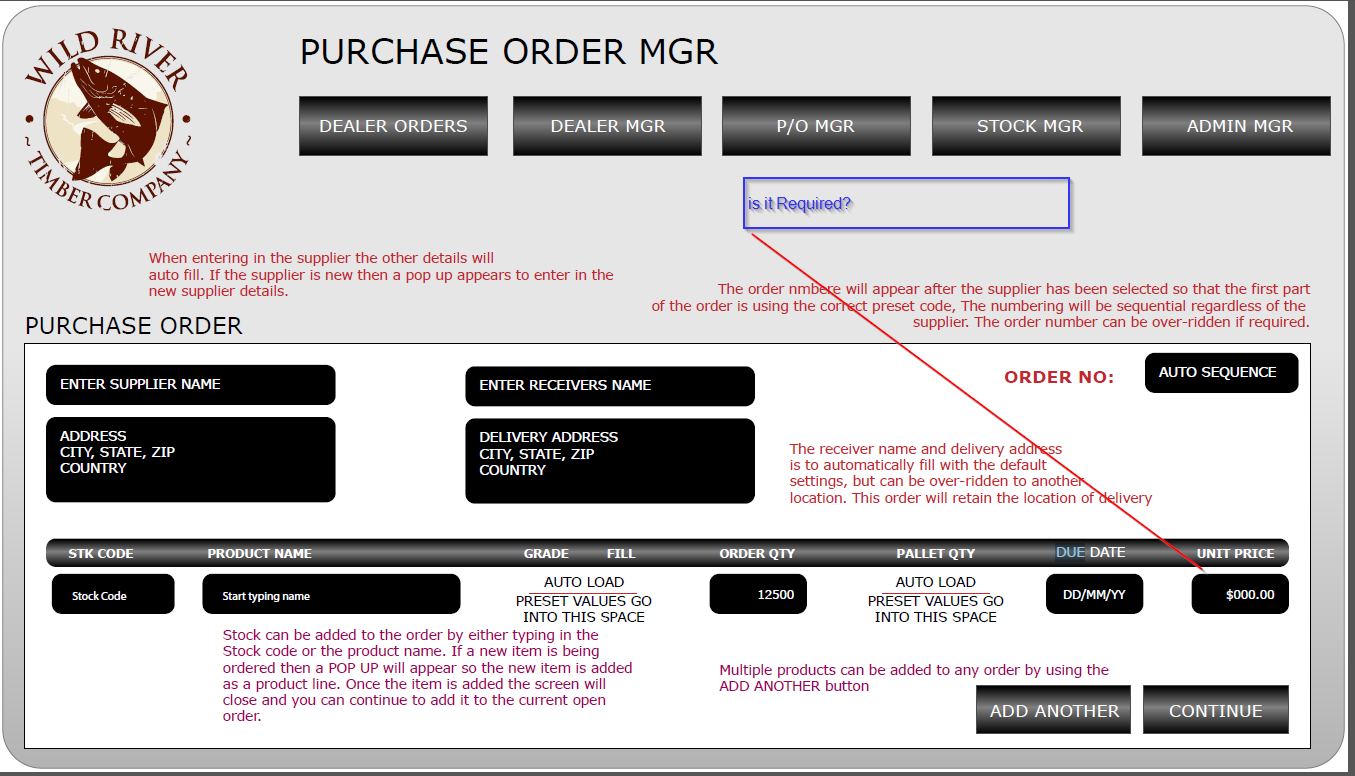 WILD RIVER
TIMBER COMPANY
PURCHASE ORDER MGR
DEALER ORDERS
DEALER MGR
P/O MGR
STOCK MGR
ADMIN MGR
is it Required?
When entering in the supplier the other details will
auto fill. If the supplier is new then a pop up appears to enter in the
new supplier details.
The order nmbere will appear after the supplier has been selected so that the first part
of the order is using the correct preset code, The numbering will be sequential regardless of the
supplier. The order number can be over-ridden if required.
PURCHASE ORDER
ENTER SUPPLIER NAME
ENTER RECEIVERS NAME
ORDER NO:
AUTO SEQUENCE
ADDRESS
CITY, STATE, ZIP
COUNTRY
DELIVERY ADDRESS
CITY, STATE, ZIP
COUNTRY
The receiver name and delivery address
is to automatically fill with the default
settings, but can be over-ridden to another
location. This order will retain the location of delivery
STK CODE
PRODUCT NAME
GRADE
FILL
ORDER QTY
PALLET QTY
DUE DATE
UNIT PRICE
Stock Code
Start typing name
AUTO LOAD
PRESET VALUES GO
INTO THIS SPACE
12500
AUTO LOAD
PRESET VALUES GO
INTO THIS SPACE
DD/MM/YY
$000.00
Stock can be added to the order by either typing in the
Stock code or the product name. If a new item is being
ordered then a POP UP will appear so the new item is added
as a product line. Once the item is added the screen will
close and you can continue to add it to the current open
order.
Multiple products can be added to any order by using the
ADD ANOTHER button
ADD ANOTHER
CONTINUE